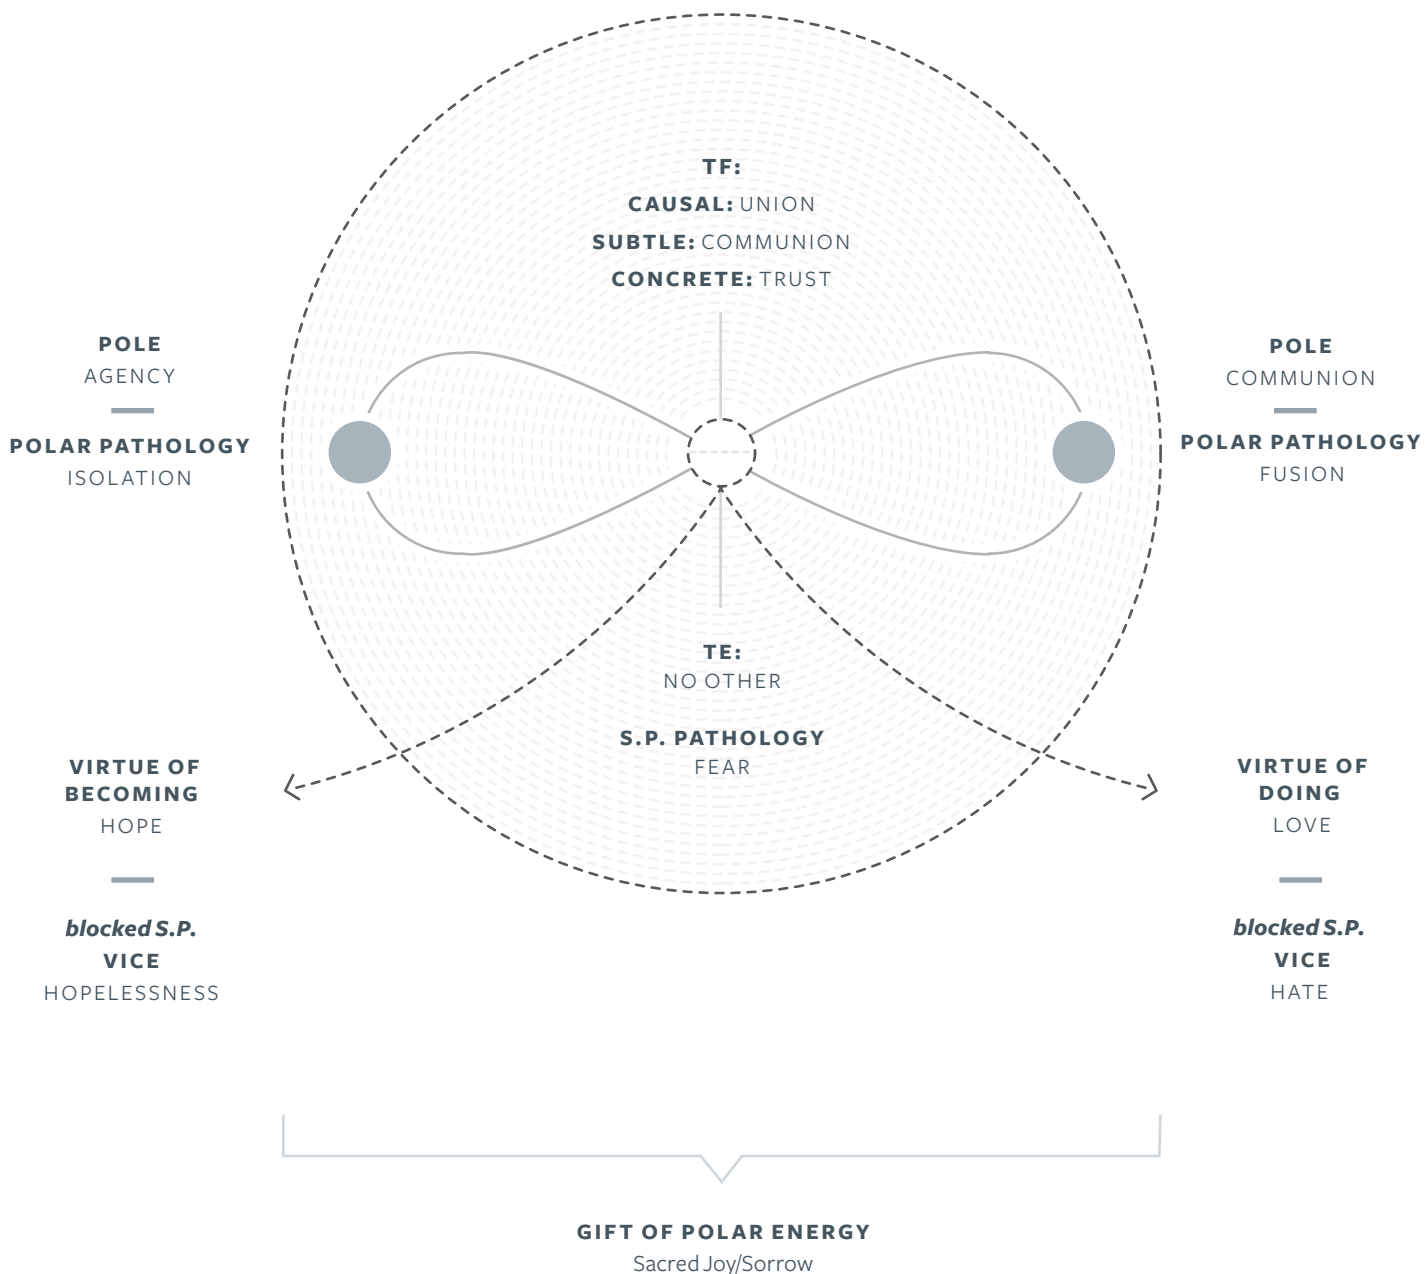 TF:
CAUSAL: UNION
SUBTLE: COMMUNION
CONCRETE: TRUST
POLE
AGENCY
POLAR PATHOLOGY
ISOLATION
POLE
COMMUNION
POLAR PATHOLOGY
FUSION
TE:
NO OTHER
S.P. PATHOLOGY
FEAR
VIRTUE OF
BECOMING
HOPE
blocked S.P.
VICE
HOPELESSNESS
VIRTUE OF
DOING
LOVE
blocked S.P.
VICE
HATE
GIFT OF POLAR ENERGY
Sacred Joy/Sorrow